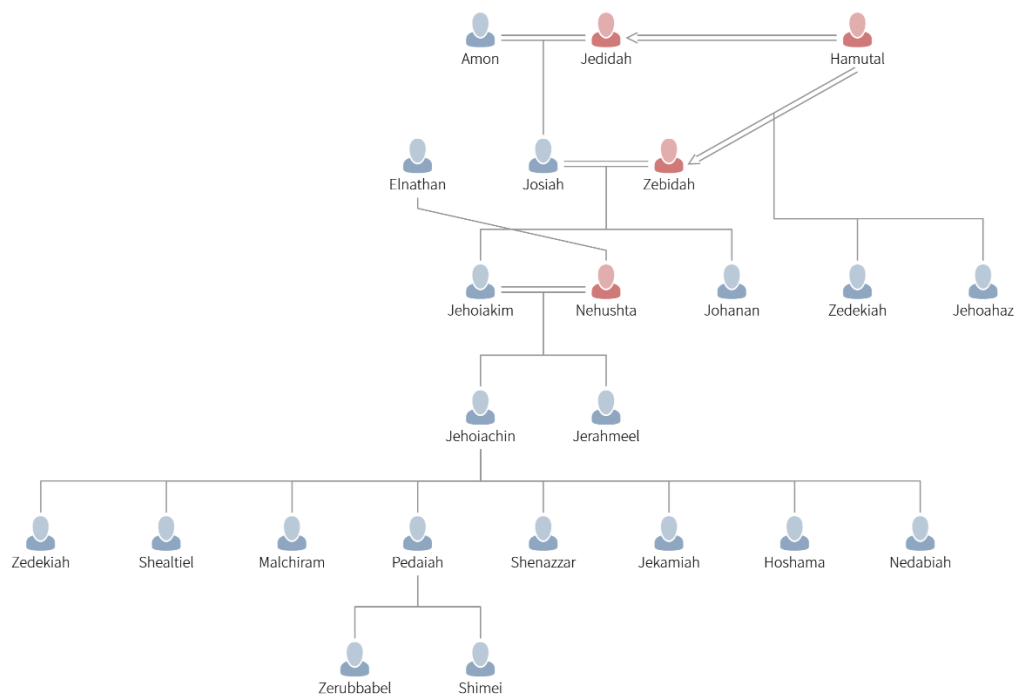 Amon
Jedidah
Hamutal
Elnathan
Josiah
Zebidah
Jehoiakim
Nehushta
Johanan
Zedekiah
Jehoahaz
Jehoiachin
Jerahmeel
Zedekiah
Shealtiel
Malchiram
Pedaiah
Shenazzar
Jekamiah
Hoshama
Nedabiah
Zerubbabel
Shimei